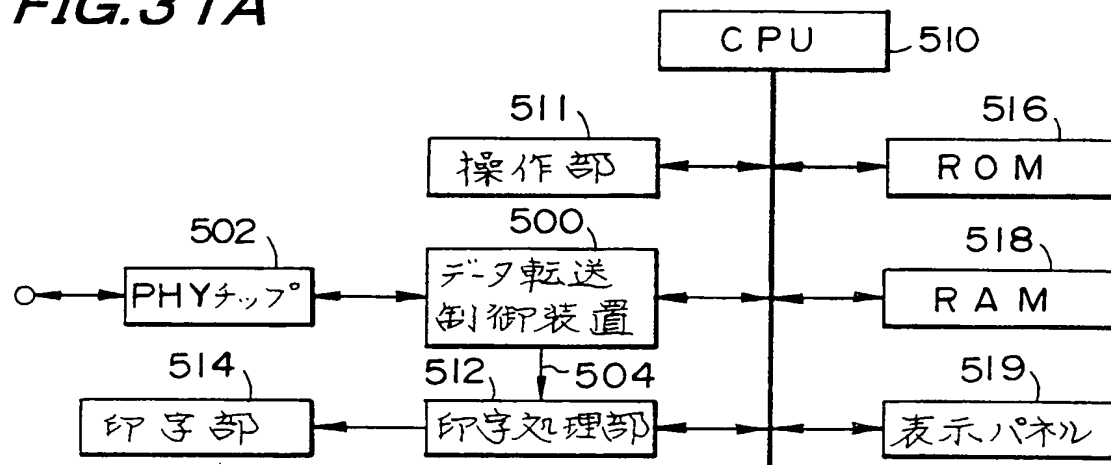 FIG.31A
CPU
510
511
516
操作部
ROM
502
500
518
PHYチップ
データ転送
制御装置
RAM
514
512
504
519
印字部
印字処理部
表示パネル